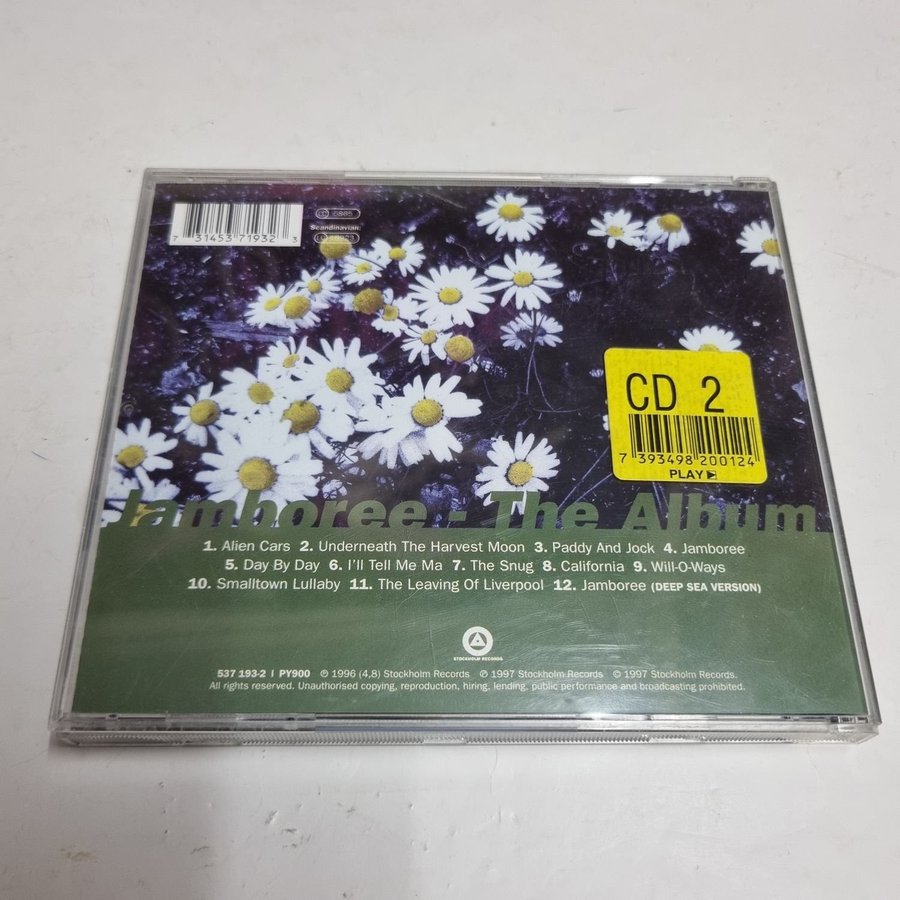 LC 5885
Scandinavian:
7 31453 71932 3
CD 2
7 393498 200124
PLAY
Jamboree - The Album
1. Alien Cars 2. Underneath The Harvest Moon 3. Paddy And Jock 4. Jamboree
5. Day By Day 6. I'll Tell Me Ma 7. The Snug 8. California 9. Will-O-Ways
10. Smalltown Lullaby 11. The Leaving Of Liverpool 12. Jamboree (DEEP SEA VERSION)
STOCKHOLM RECORDS
537 193-2 | PY900 ℗ 1996 (4,8) Stockholm Records ℗ 1997 Stockholm Records. © 1997 Stockholm Records.
All rights reserved. Unauthorised copying, reproduction, hiring, lending, public performance and broadcasting prohibited.